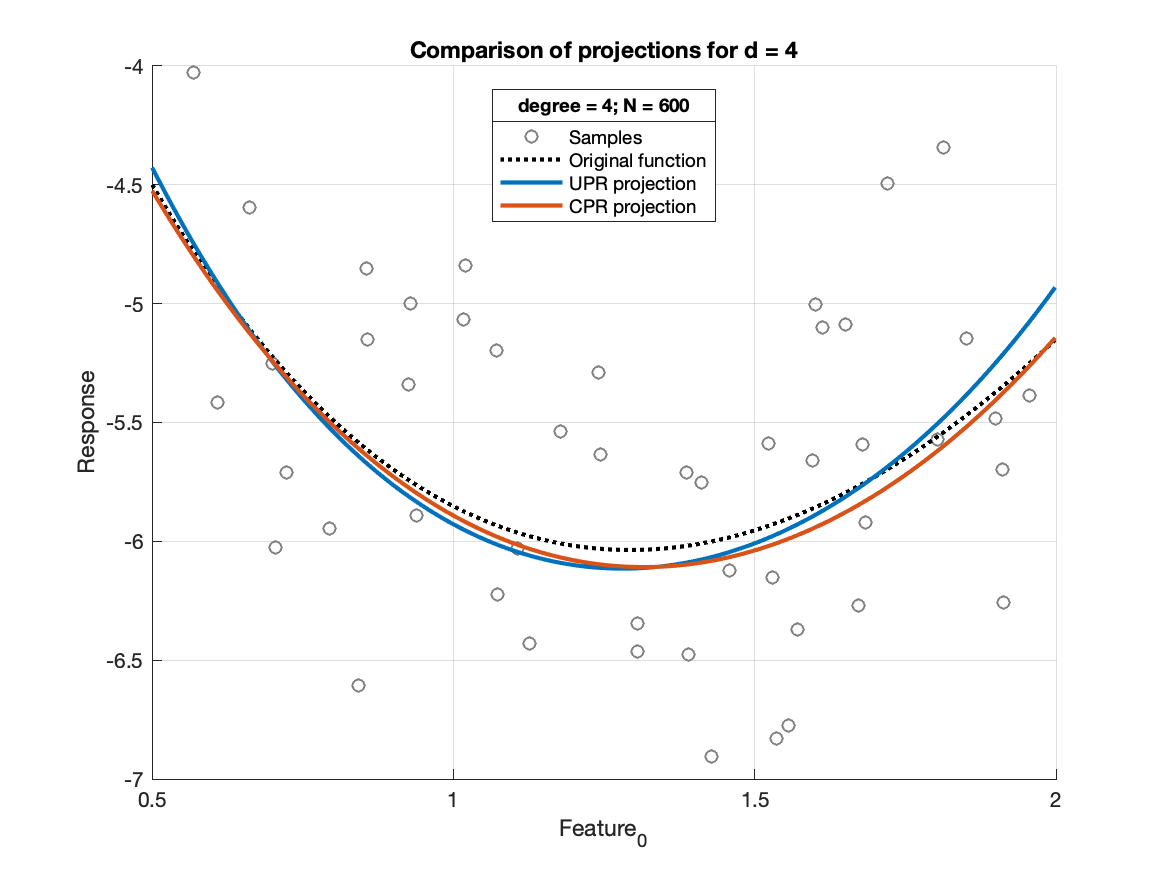 Comparison of projections for d = 4
-4
-4.5
-5
-5.5
-6
-6.5
-7
Response
degree = 4; N = 600
Samples
Original function
UPR projection
CPR projection
0.5
1
1.5
2
Feature0